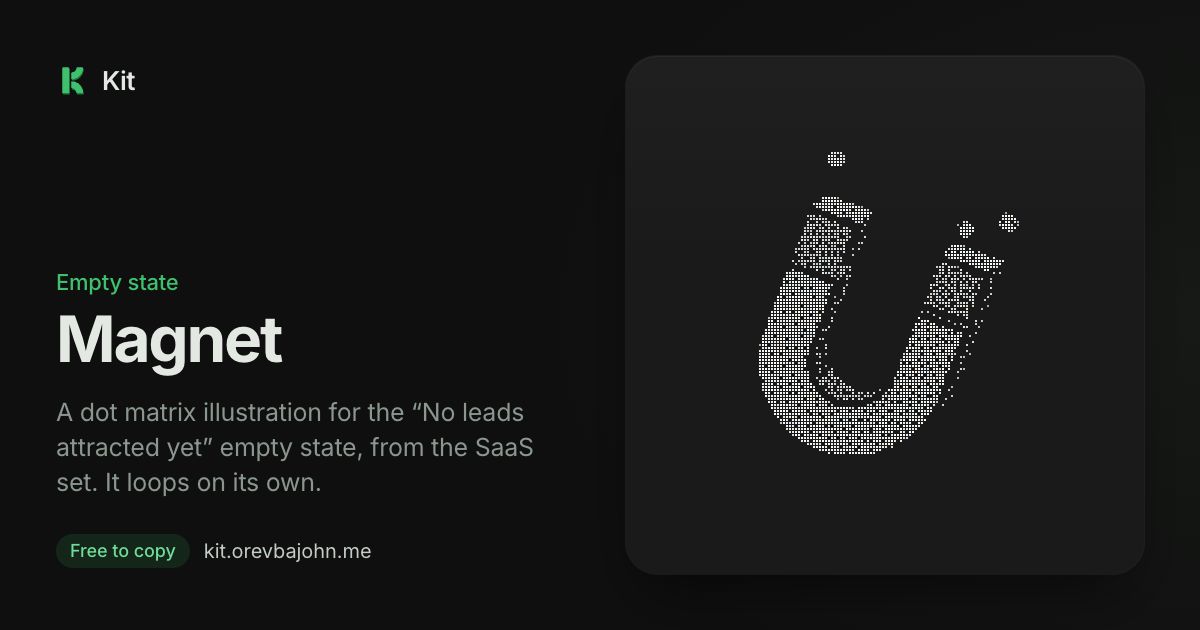 Kit
Empty state
Magnet
A dot matrix illustration for the “No leads
attracted yet” empty state, from the SaaS
set. It loops on its own.
Free to copy
kit.orevbajohn.me